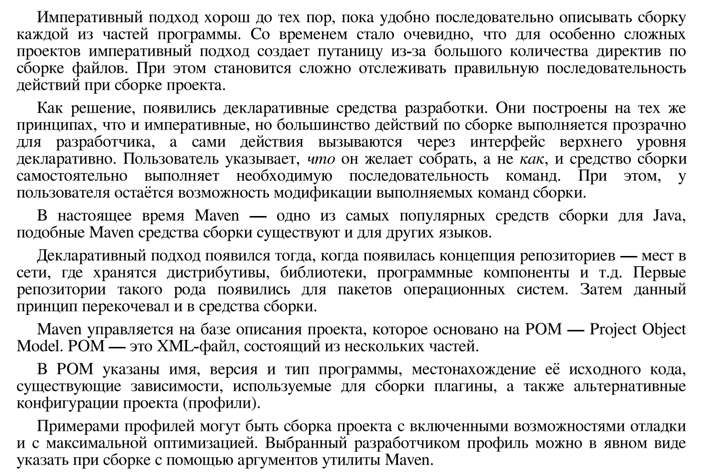 Императивный подход хорош до тех пор, пока удобно последовательно описывать сборку
каждой из частей программы. Со временем стало очевидно, что для особенно сложных
проектов императивный подход создает путаницу из-за большого количества директив по
сборке файлов. При этом становится сложно отслеживать правильную последовательность
действий при сборке проекта.
Как решение, появились декларативные средства разработки. Они построены на тех же
принципах, что и императивные, но большинство действий по сборке выполняется прозрачно
для разработчика, а сами действия вызываются через интерфейс верхнего уровня
декларативно. Пользователь указывает, что он желает собрать, а не как, и средство сборки
самостоятельно выполняет необходимую последовательность команд. При этом, у
пользователя остаётся возможность модификации выполняемых команд сборки.
В настоящее время Maven — одно из самых популярных средств сборки для Java,
подобные Maven средства сборки существуют и для других языков.
Декларативный подход появился тогда, когда появилась концепция репозиториев — мест в
сети, где хранятся дистрибутивы, библиотеки, программные компоненты и т.д. Первые
репозитории такого рода появились для пакетов операционных систем. Затем данный
принцип перекочевал и в средства сборки.
Maven управляется на базе описания проекта, которое основано на POM — Project Object
Model. POM — это XML-файл, состоящий из нескольких частей.
В POM указаны имя, версия и тип программы, местонахождение её исходного кода,
существующие зависимости, используемые для сборки плагины, а также альтернативные
конфигурации проекта (профили).
Примерами профилей могут быть сборка проекта с включенными возможностями отладки
и с максимальной оптимизацией. Выбранный разработчиком профиль можно в явном виде
указать при сборке с помощью аргументов утилиты Maven.